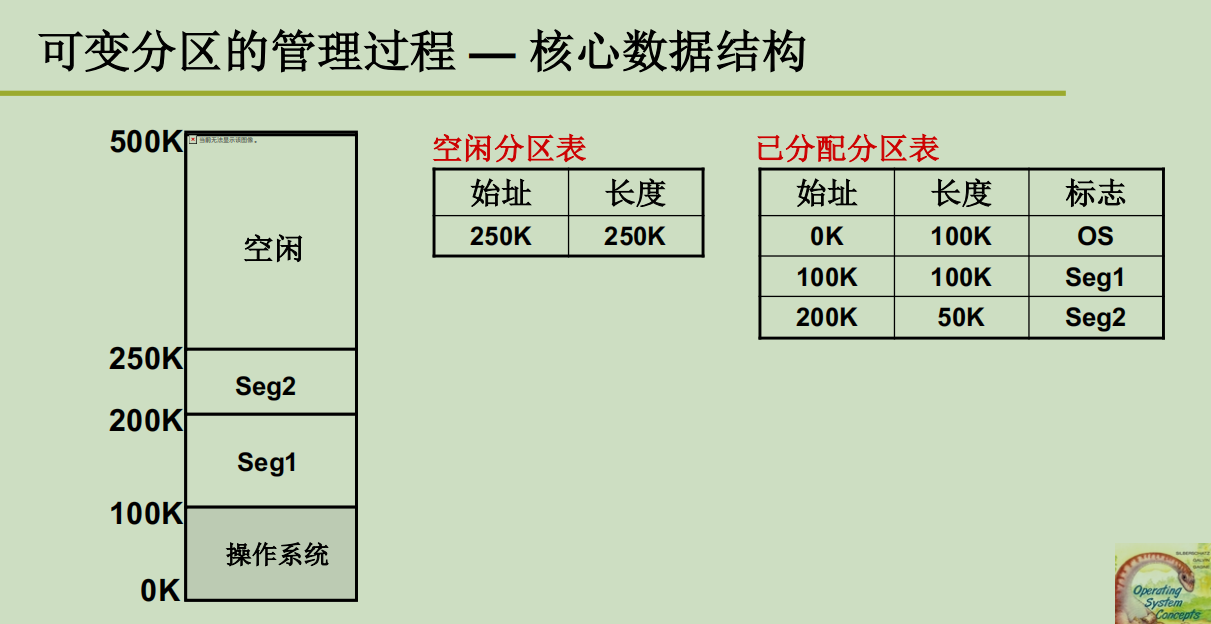 可变分区的管理过程 — 核心数据结构
500K
当前无法显示该图像。
空闲
250K
Seg2
200K
Seg1
100K
操作系统
0K
空闲分区表
始址 长度
250K 250K
已分配分区表
始址 长度 标志
0K 100K OS
100K 100K Seg1
200K 50K Seg2
SILBERSCHATZ
GALVIN
GAGNE
Operating
System
Concepts